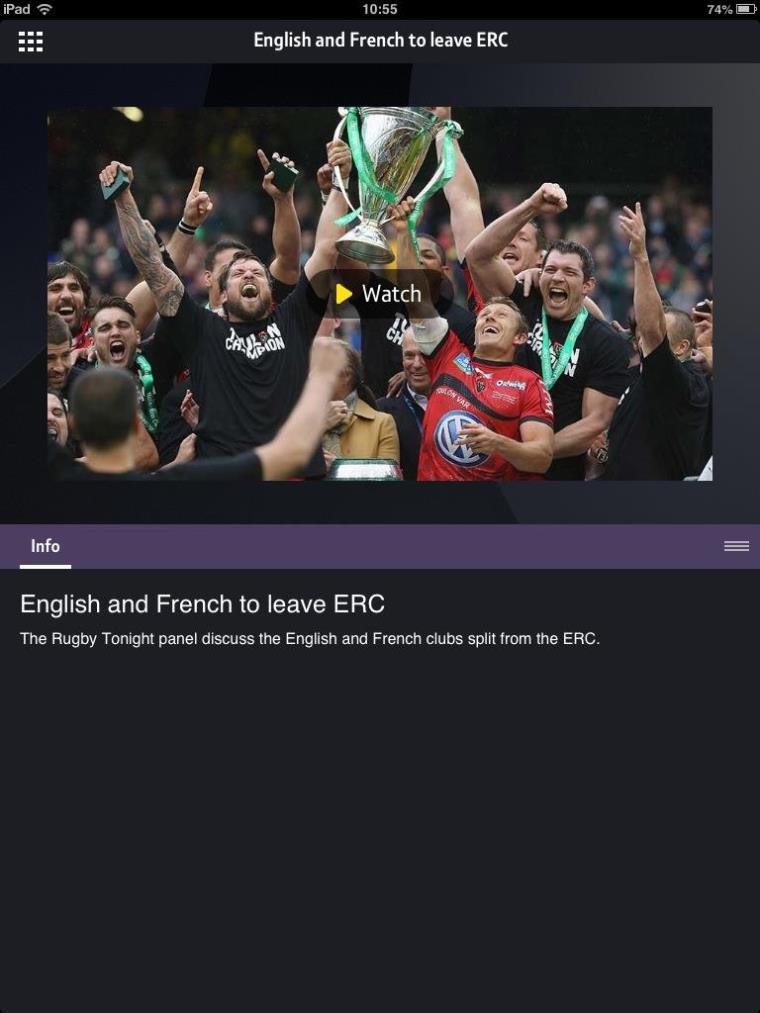 iPad
10:55
74%
English and French to leave ERC
Watch
CHAMPION
TOULON VAR
Info
English and French to leave ERC
The Rugby Tonight panel discuss the English and French clubs split from the ERC.